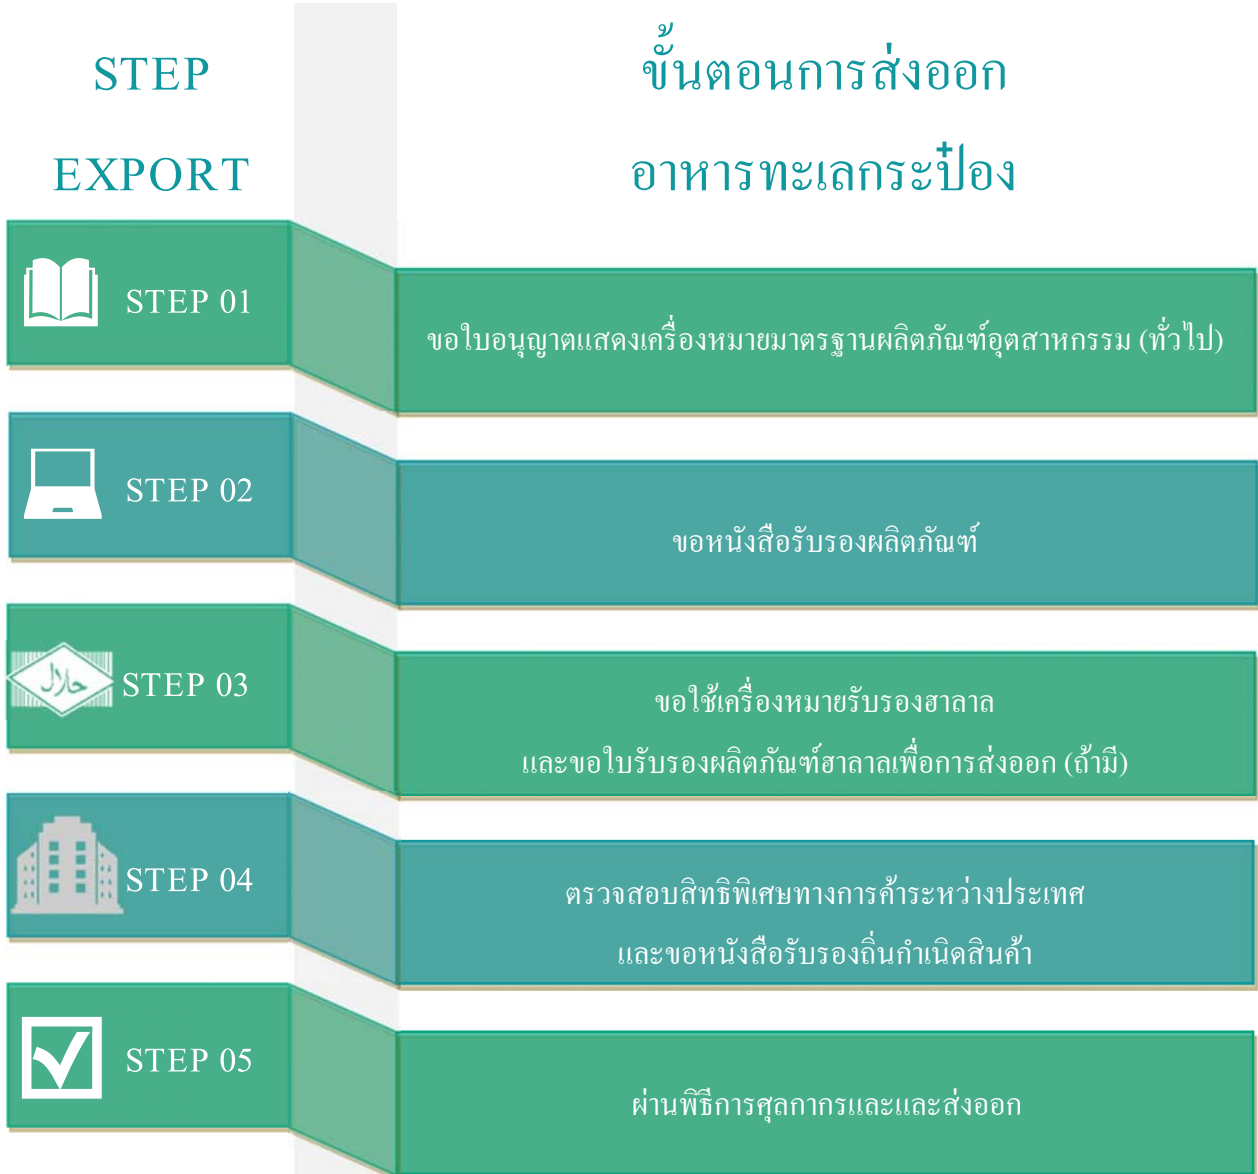 STEP
EXPORT
ขั้นตอนการส่งออก
อาหารทะเลกระป๋อง
STEP 01
ขอใบอนุญาตแสดงเครื่องหมายมาตรฐานผลิตภัณฑ์อุตสาหกรรม (ทั่วไป)
STEP 02
ขอหนังสือรับรองผลิตภัณฑ์
حلال
STEP 03
ขอใช้เครื่องหมายรับรองฮาลาล
และขอใบรับรองผลิตภัณฑ์ฮาลาลเพื่อการส่งออก (ถ้ามี)
STEP 04
ตรวจสอบสิทธิพิเศษทางการค้าระหว่างประเทศ
และขอหนังสือรับรองถิ่นกำเนิดสินค้า
STEP 05
ผ่านพิธีการศุลกากรและและส่งออก